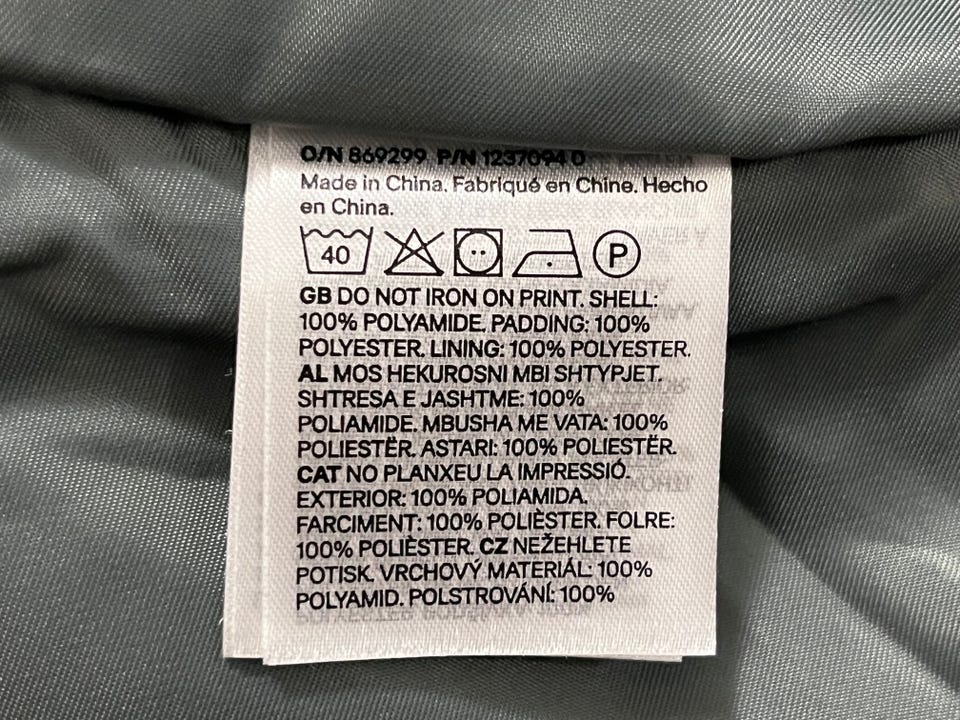 O/N 869299 P/N 1237094 0
Made in China. Fabriqué en Chine. Hecho
en China.
40 P
GB DO NOT IRON ON PRINT. SHELL:
100% POLYAMIDE. PADDING: 100%
POLYESTER. LINING: 100% POLYESTER.
AL MOS HEKUROSNI MBI SHTYPJET.
SHTRESA E JASHTME: 100%
POLIAMIDE. MBUSHA ME VATA: 100%
POLIESTËR. ASTARI: 100% POLIESTËR.
CAT NO PLANXEU LA IMPRESSIÓ.
EXTERIOR: 100% POLIAMIDA.
FARCIMENT: 100% POLIÈSTER. FOLRE:
100% POLIÈSTER. CZ NEŽEHLETE
POTISK. VRCHOVÝ MATERIÁL: 100%
POLYAMID. POLSTROVÁNÍ: 100%